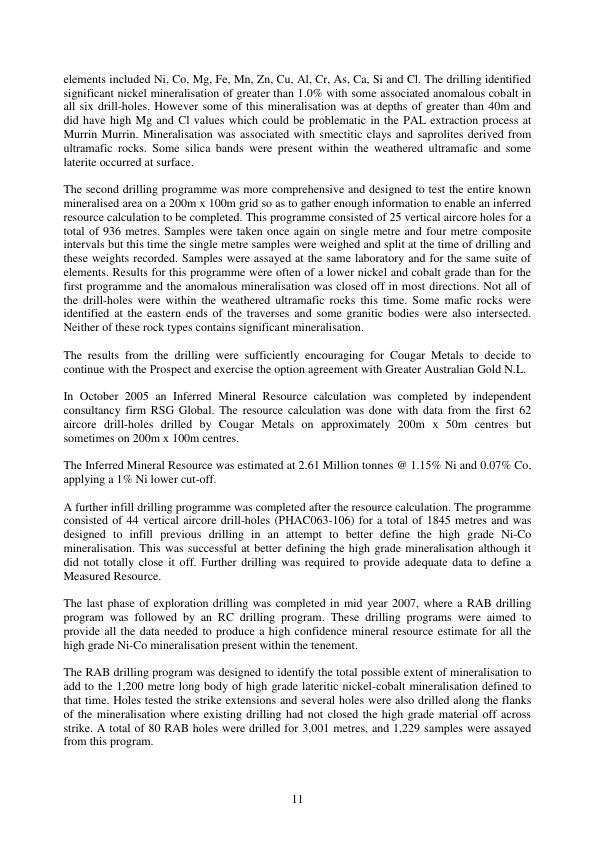 elements included Ni, Co, Mg, Fe, Mn, Zn, Cu, Al, Cr, As, Ca, Si and Cl. The drilling identified
significant nickel mineralisation of greater than 1.0% with some associated anomalous cobalt in
all six drill-holes. However some of this mineralisation was at depths of greater than 40m and
did have high Mg and Cl values which could be problematic in the PAL extraction process at
Murrin Murrin. Mineralisation was associated with smectitic clays and saprolites derived from
ultramafic rocks. Some silica bands were present within the weathered ultramafic and some
laterite occurred at surface.
The second drilling programme was more comprehensive and designed to test the entire known
mineralised area on a 200m x 100m grid so as to gather enough information to enable an inferred
resource calculation to be completed. This programme consisted of 25 vertical aircore holes for a
total of 936 metres. Samples were taken once again on single metre and four metre composite
intervals but this time the single metre samples were weighed and split at the time of drilling and
these weights recorded. Samples were assayed at the same laboratory and for the same suite of
elements. Results for this programme were often of a lower nickel and cobalt grade than for the
first programme and the anomalous mineralisation was closed off in most directions. Not all of
the drill-holes were within the weathered ultramafic rocks this time. Some mafic rocks were
identified at the eastern ends of the traverses and some granitic bodies were also intersected.
Neither of these rock types contains significant mineralisation.
The results from the drilling were sufficiently encouraging for Cougar Metals to decide to
continue with the Prospect and exercise the option agreement with Greater Australian Gold N.L.
In October 2005 an Inferred Mineral Resource calculation was completed by independent
consultancy firm RSG Global. The resource calculation was done with data from the first 62
aircore drill-holes drilled by Cougar Metals on approximately 200m x 50m centres but
sometimes on 200m x 100m centres.
The Inferred Mineral Resource was estimated at 2.61 Million tonnes @ 1.15% Ni and 0.07% Co,
applying a 1% Ni lower cut-off.
A further infill drilling programme was completed after the resource calculation. The programme
consisted of 44 vertical aircore drill-holes (PHAC063-106) for a total of 1845 metres and was
designed to infill previous drilling in an attempt to better define the high grade Ni-Co
mineralisation. This was successful at better defining the high grade mineralisation although it
did not totally close it off. Further drilling was required to provide adequate data to define a
Measured Resource.
The last phase of exploration drilling was completed in mid year 2007, where a RAB drilling
program was followed by an RC drilling program. These drilling programs were aimed to
provide all the data needed to produce a high confidence mineral resource estimate for all the
high grade Ni-Co mineralisation present within the tenement.
The RAB drilling program was designed to identify the total possible extent of mineralisation to
add to the 1,200 metre long body of high grade lateritic nickel-cobalt mineralisation defined to
that time. Holes tested the strike extensions and several holes were also drilled along the flanks
of the mineralisation where existing drilling had not closed the high grade material off across
strike. A total of 80 RAB holes were drilled for 3,001 metres, and 1,229 samples were assayed
from this program.
11